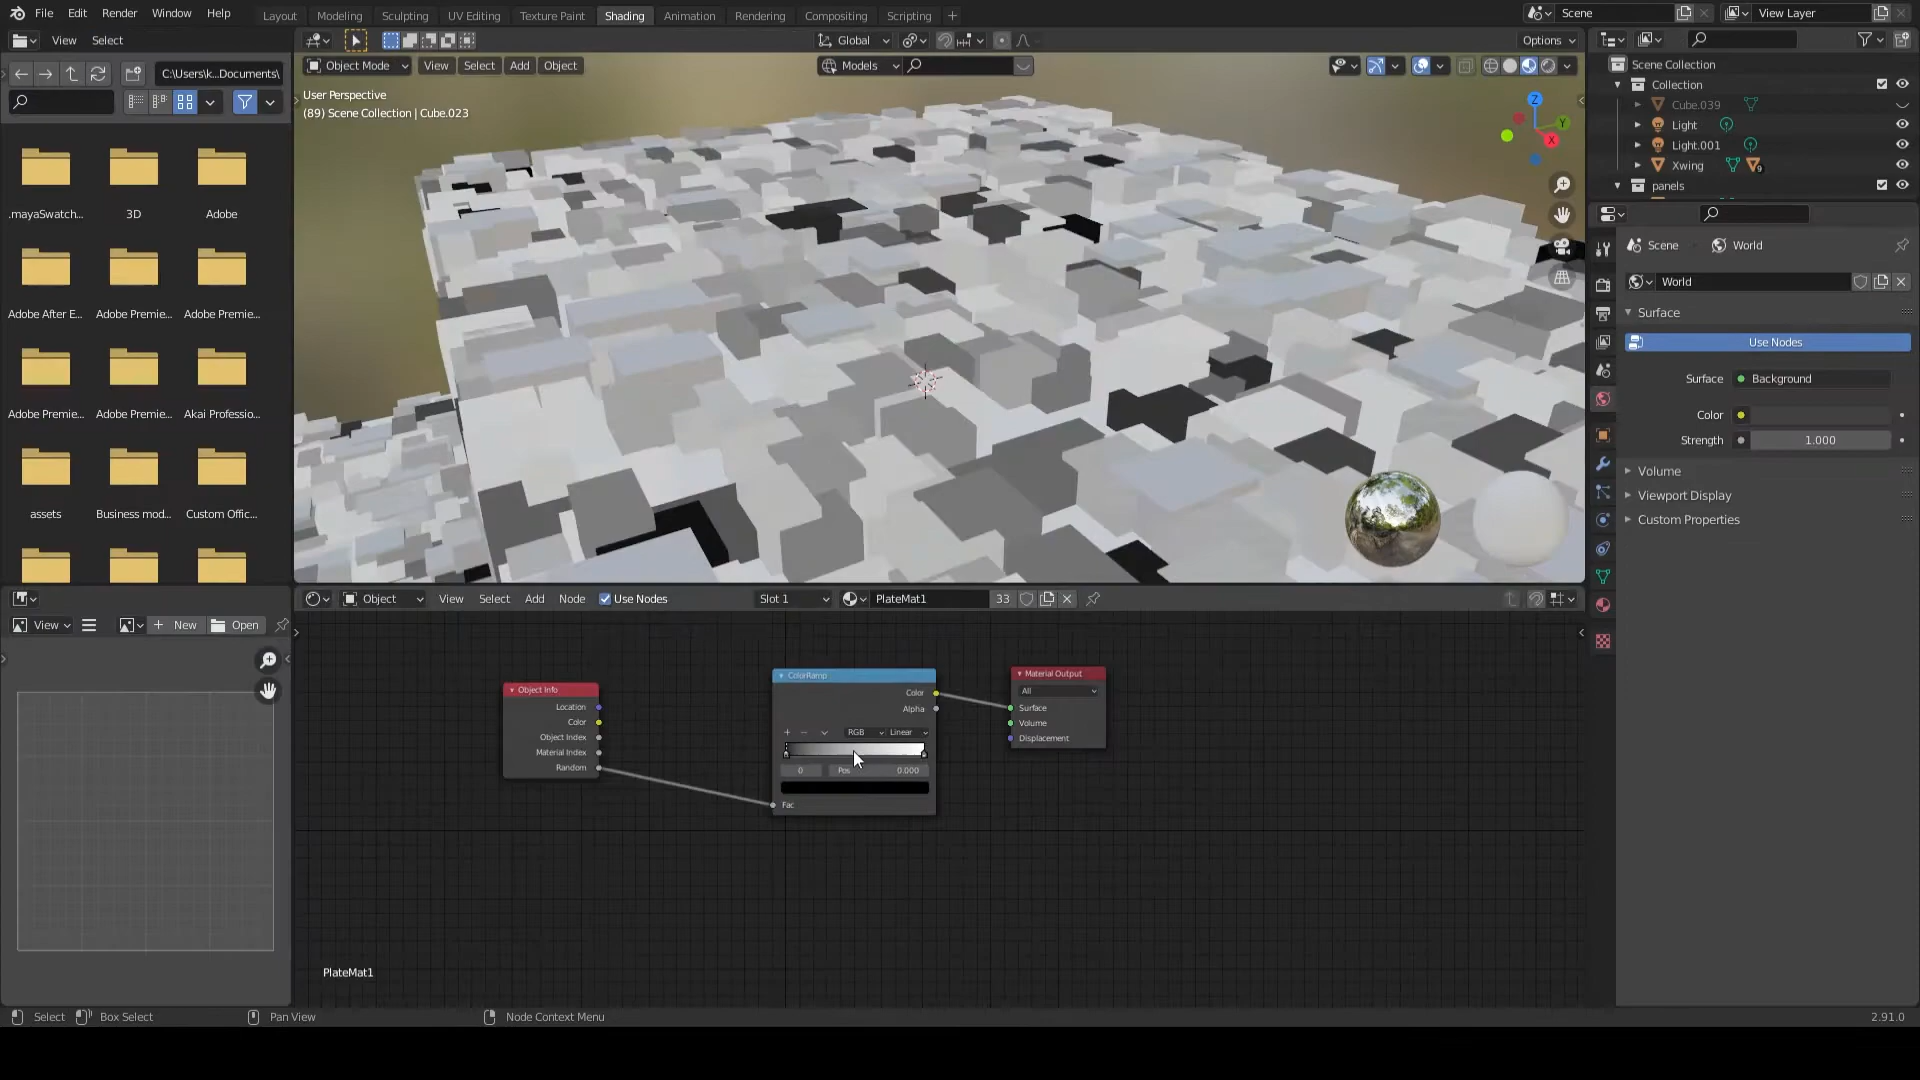 File Edit Render Window Help
Layout Modeling Sculpting UV Editing Texture Paint Shading Animation Rendering Compositing Scripting +
Scene
View Layer
View Select
Global
Options
C:\Users\k...Documents\
Object Mode View Select Add Object
Models
User Perspective
(89) Scene Collection | Cube.023
Z
Y
X
Scene Collection
Collection
Cube.039
Light
Light.001
Xwing
9
panels
.mayaSwatch...
3D
Adobe
Adobe After E...
Adobe Premie...
Adobe Premie...
Adobe Premie...
Adobe Premie...
Akai Professio...
assets
Business mod...
Custom Offic...
Scene World
World
Surface
Use Nodes
Surface Background
Color
Strength 1.000
Volume
Viewport Display
Custom Properties
Object View Select Add Node Use Nodes Slot 1 PlateMat1 33
View
New
Open
Object Info
Location
Color
Object Index
Material Index
Random
ColorRamp
Color
Alpha
+ − RGB Linear
0 Pos 0.000
Fac
Material Output
All
Surface
Volume
Displacement
PlateMat1
Select Box Select Pan View Node Context Menu 2.91.0